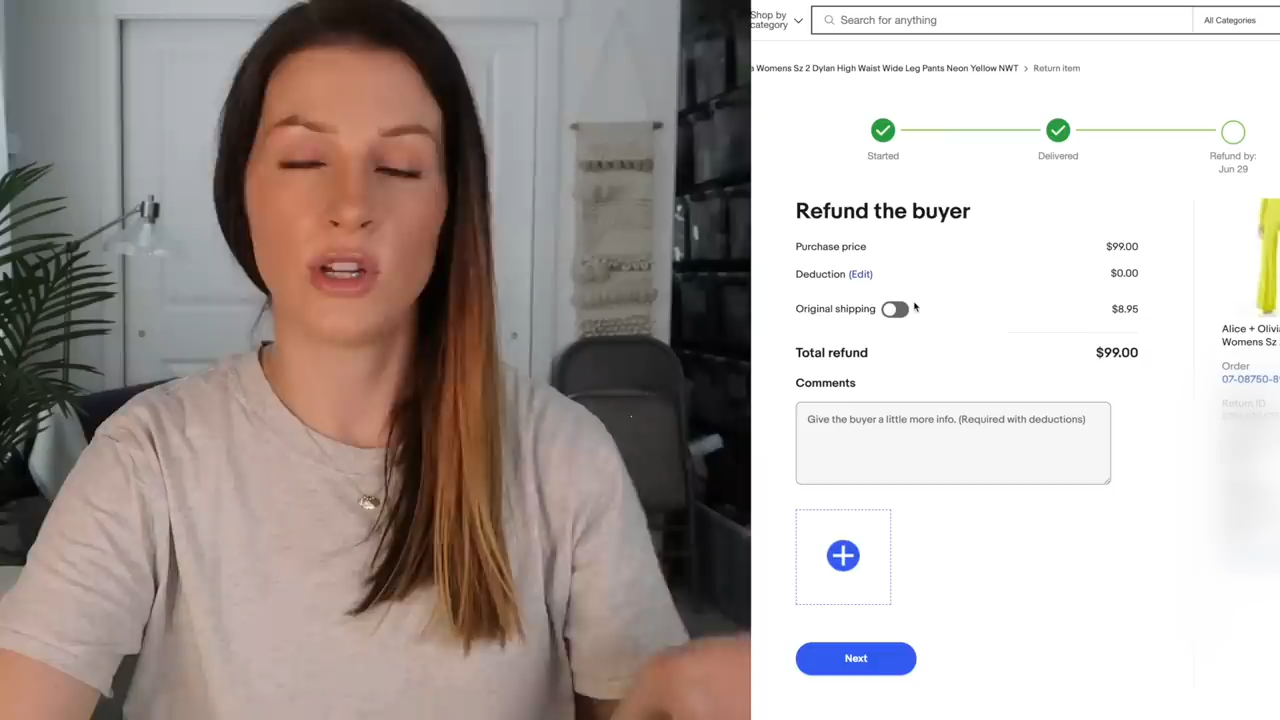 Shop by
category
Search for anything
All Categories
Womens Sz 2 Dylan High Waist Wide Leg Pants Neon Yellow NWT > Return item
Started
Delivered
Refund by:
Jun 29
Refund the buyer
Purchase price $99.00
Deduction (Edit) $0.00
Original shipping $8.95
Total refund $99.00
Comments
Give the buyer a little more info. (Required with deductions)
Next
Alice + Olivi
Womens Sz
Order
07-08750-8
Return ID